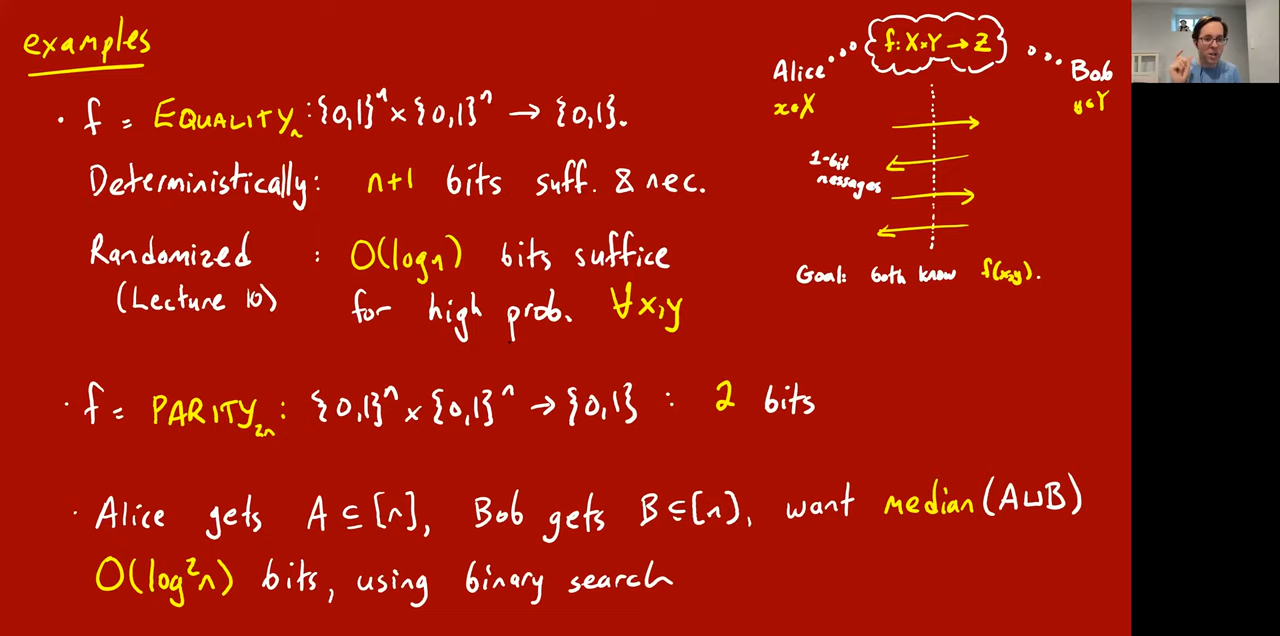 examples
· f = EQUALITYₙ : {0,1}ⁿ × {0,1}ⁿ → {0,1}.
Deterministically: n+1 bits suff. & nec.
Randomized : O(log n) bits suffice
(Lecture 10) for high prob. ∀x,y
· f = PARITY₂ₙ : {0,1}ⁿ × {0,1}ⁿ → {0,1} : 2 bits
· Alice gets A ⊆ [n], Bob gets B ⊆ [n], want median (A⊔B)
O(log²n) bits, using binary search
f: X×Y → Z
Alice Bob
x∈X y∈Y
1-bit
messages
Goal: both know f(x,y).